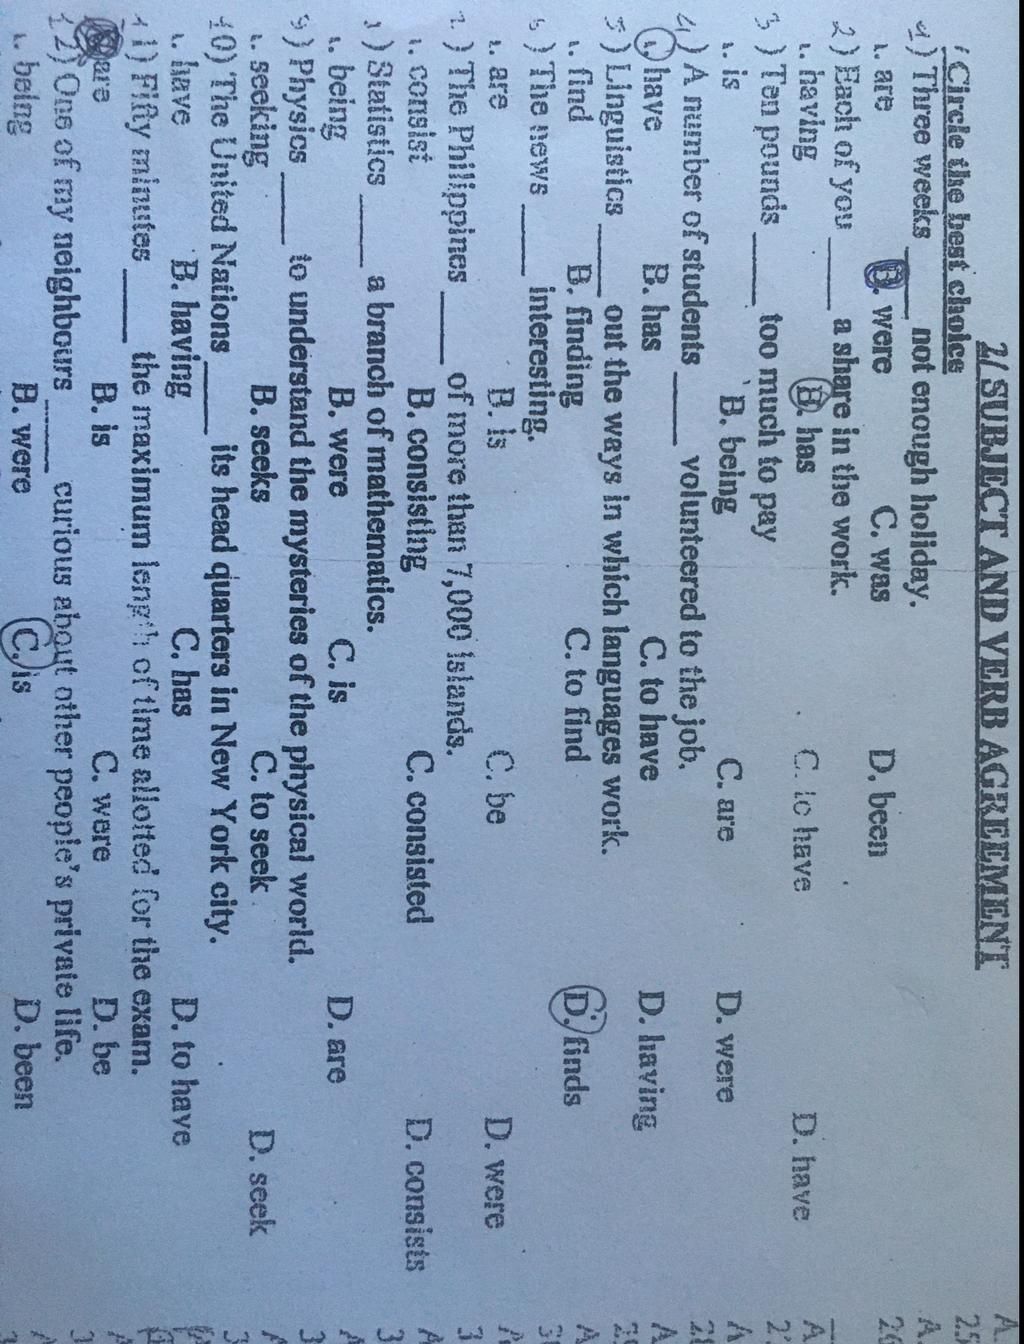 2/ SUBJECT AND VERB AGREEMENT
Circle the best choice
1) Three weeks ____ not enough holiday.
are B. were C. was D. been
2) Each of you ____ a share in the work.
having B. has C. to have D. have
3) Ten pounds ____ too much to pay
is B. being C. are D. were
4) A number of students ____ volunteered to the job.
have B. has C. to have D. having
5) Linguistics ____ out the ways in which languages work.
find B. finding C. to find D. finds
) The news ____ interesting.
are B. is C. be D. were
) The Philippines ____ of more than 7,000 islands.
consist B. consisting C. consisted D. consists
) Statistics ____ a branch of mathematics.
being B. were C. is D. are
9) Physics ____ to understand the mysteries of the physical world.
seeking B. seeks C. to seek D. seek
10) The United Nations ____ its head quarters in New York city.
have B. having C. has D. to have
11) Fifty minutes ____ the maximum length of time allotted for the exam.
are B. is C. were D. be
12) One of my neighbours ____ curious about other people's private life.
being B. were C. is D. been